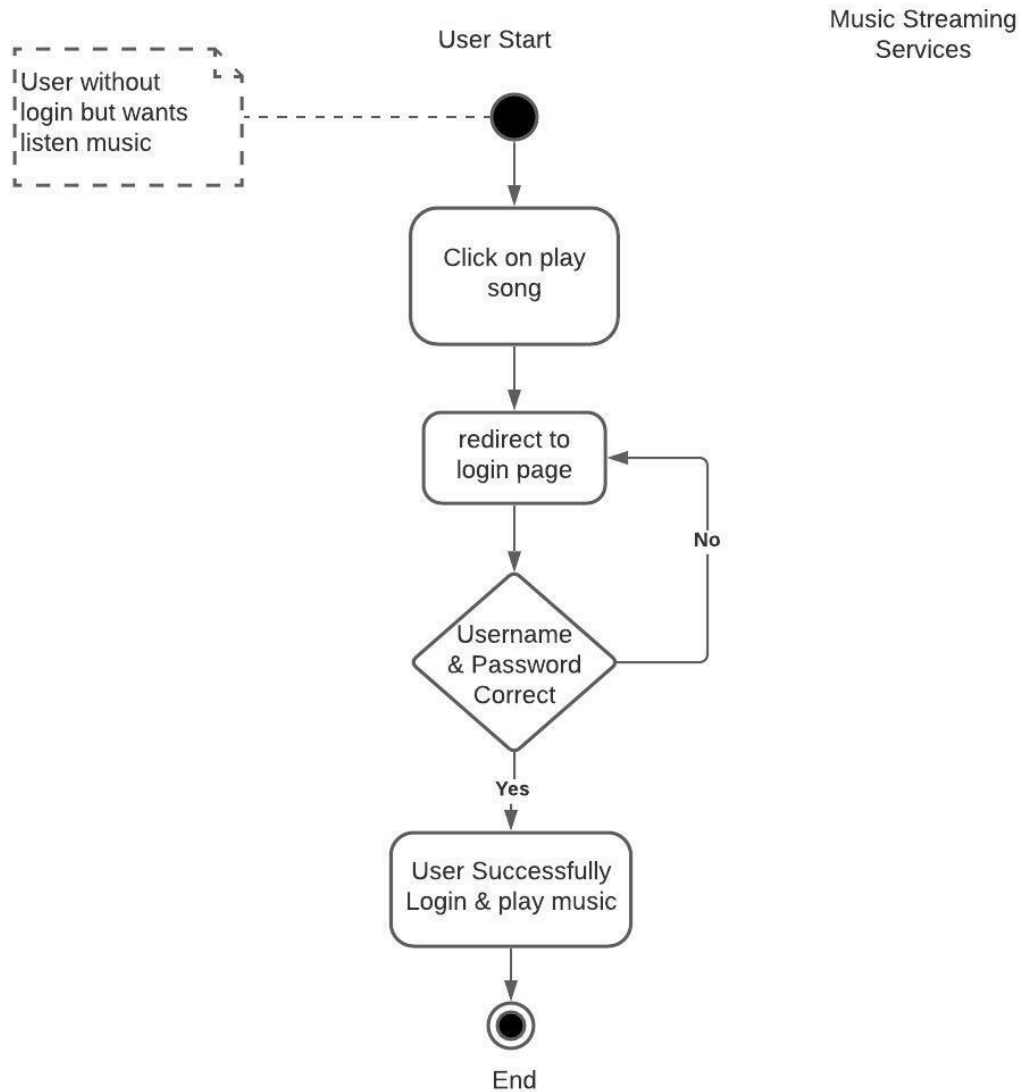 User Start
Music Streaming
Services
User without
login but wants
listen music
Click on play
song
redirect to
login page
No
Username
& Password
Correct
Yes
User Successfully
Login & play music
End